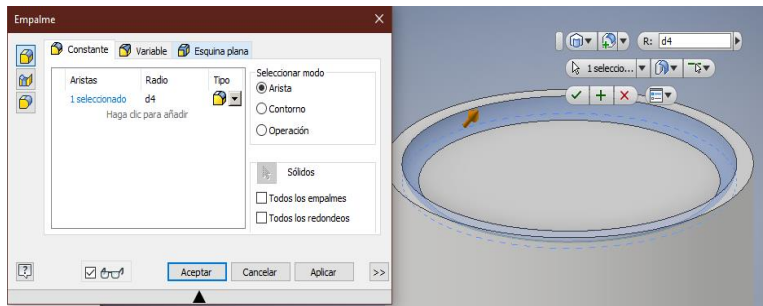 Empalme
Constante Variable Esquina plana
Aristas Radio Tipo
1 seleccionado d4
Haga clic para añadir
Seleccionar modo
Arista
Contorno
Operación
Sólidos
Todos los empalmes
Todos los redondeos
Aceptar Cancelar Aplicar >>
R: d4
1 seleccio...